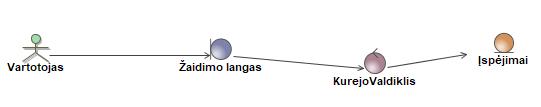 Vartotojas
Žaidimo langas
KurejoValdiklis
Įspėjimai